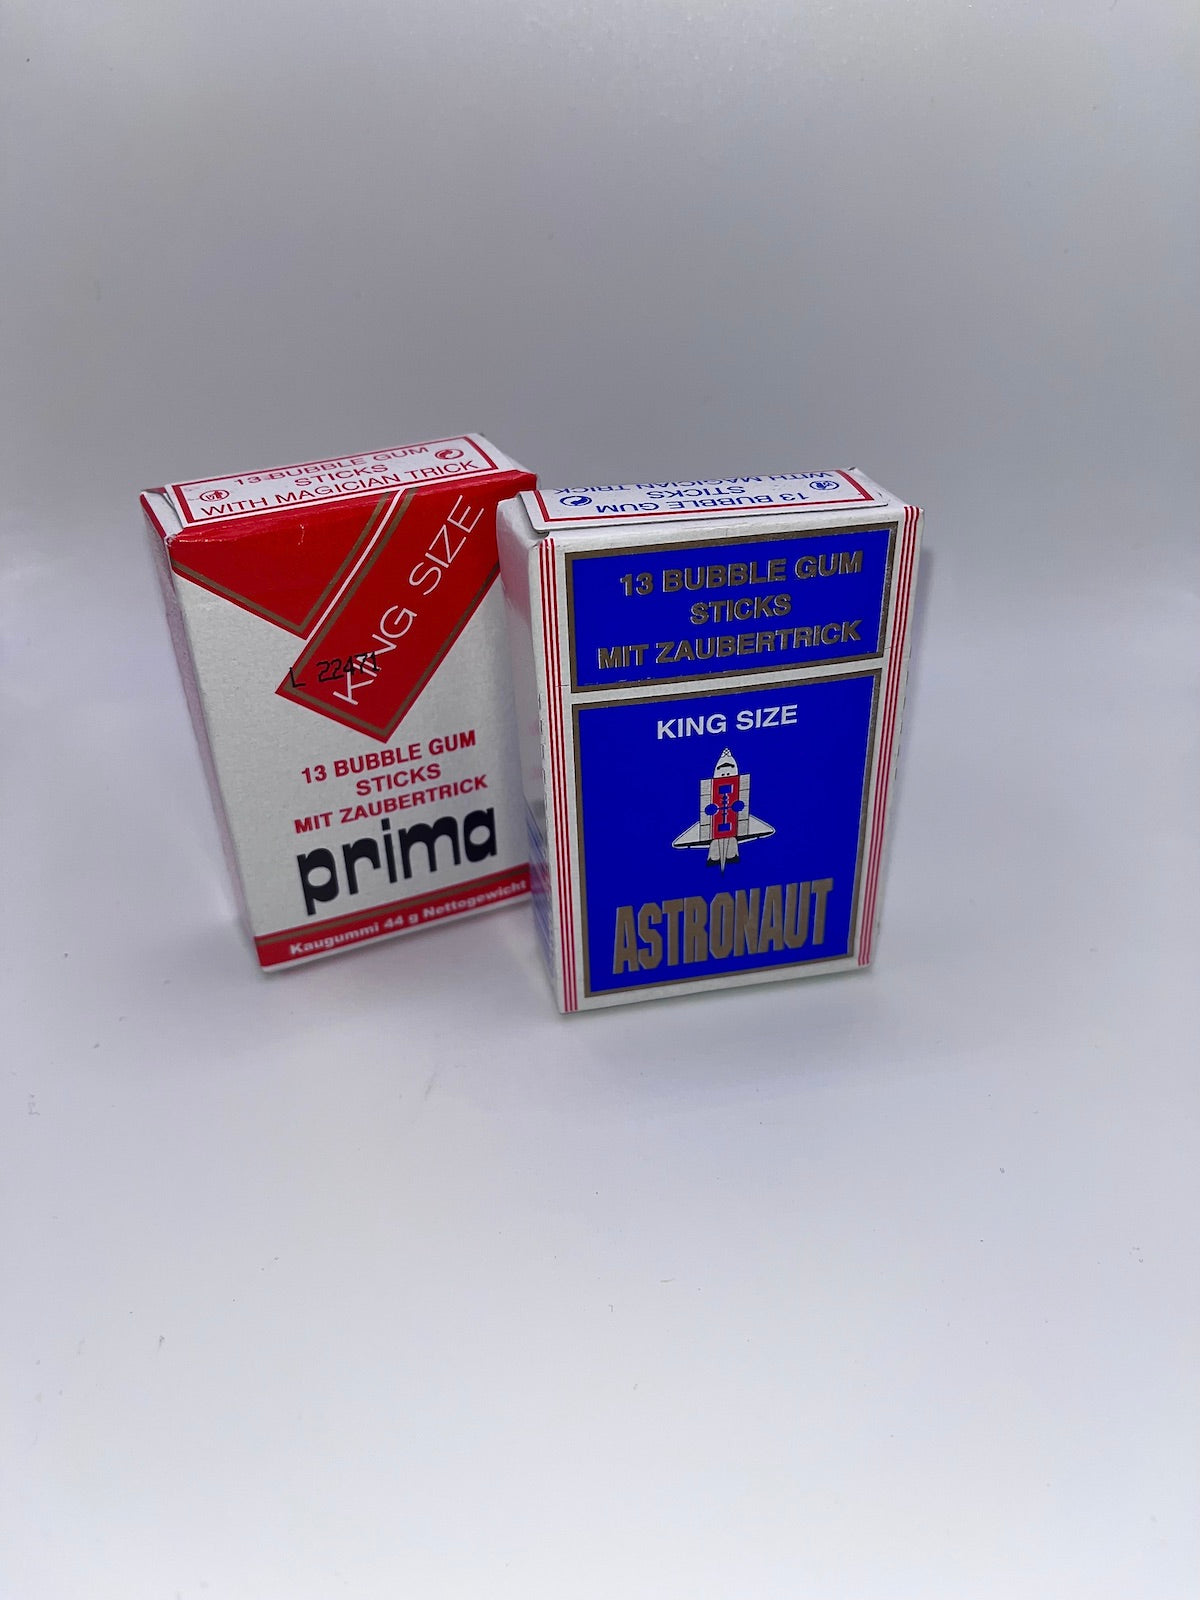 13 BUBBLE GUM
STICKS
WITH MAGICIAN TRICK
KING SIZE
L 22471
13 BUBBLE GUM
STICKS
MIT ZAUBERTRICK
prima
Kaugummi 44 g Nettogewicht
13 BUBBLE GUM
STICKS
WITH MAGICIAN TRICK
13 BUBBLE GUM
STICKS
MIT ZAUBERTRICK
KING SIZE
ASTRONAUT